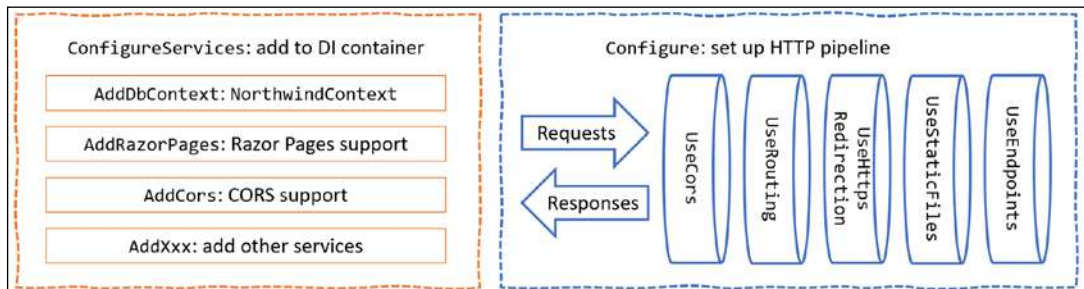 ConfigureServices: add to DI container
AddDbContext: NorthwindContext
AddRazorPages: Razor Pages support
AddCors: CORS support
AddXxx: add other services
Configure: set up HTTP pipeline
Requests
Responses
UseCors
UseRouting
UseHttps
Redirection
UseStaticFiles
UseEndpoints